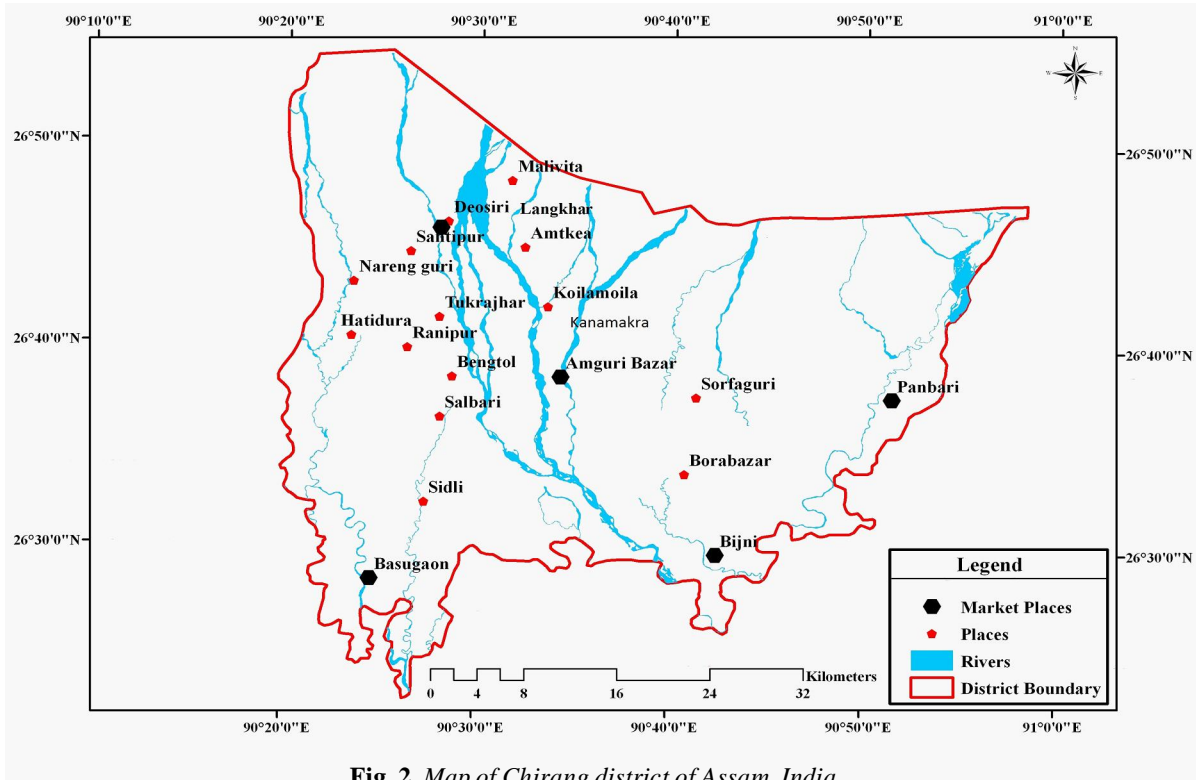 90°10'0"E 90°20'0"E 90°30'0"E 90°40'0"E 90°50'0"E 91°0'0"E
N
W E
S
26°50'0"N
26°50'0"N
Malivita
Deosiri
Langkhar
Santipur
Amtkea
Nareng guri
Koilamoila
Tukrajhar
Kanamakra
Hatidura
Ranipur
26°40'0"N
26°40'0"N
Bengtol
Amguri Bazar
Sorfaguri
Panbari
Salbari
Borabazar
Sidli
26°30'0"N
Bijni
26°30'0"N
Basugaon
Legend
Market Places
Places
Rivers
District Boundary
Kilometers
0 4 8 16 24 32
90°20'0"E 90°30'0"E 90°40'0"E 90°50'0"E 91°0'0"E
Fig. 2. Map of Chirang district of Assam, India